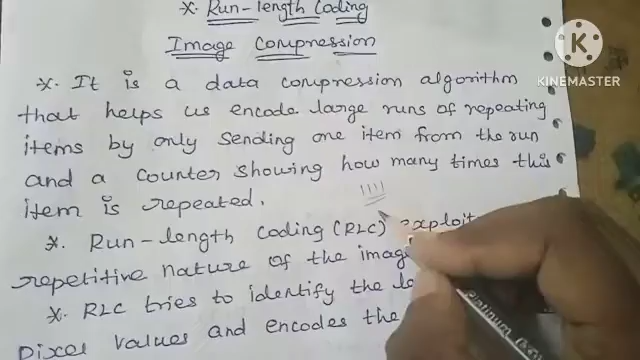 * Run-length Coding
Image Compression
* It is a data compression algorithm
that helps us encode large runs of repeating
items by only sending one item from the run
and a counter showing how many times this
item is repeated.
1111
* Run-length Coding (RLC) exploit
repetitive nature of the image
* RLC tries to identify the
Pixel values and encodes the
K
KINEMASTER
Platinum